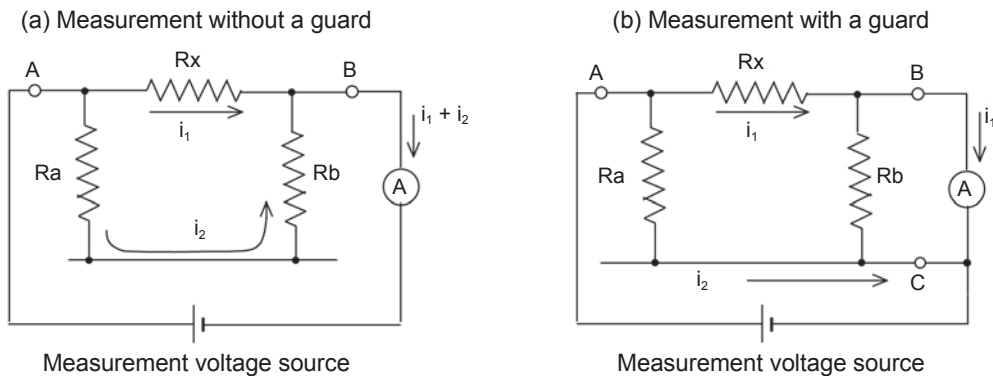 (a) Measurement without a guard
A
Rx
B
i₁
i₁ + i₂
Ra
Rb
A
i₂
Measurement voltage source
(b) Measurement with a guard
A
Rx
B
i₁
i₁
Ra
Rb
A
i₂
C
Measurement voltage source